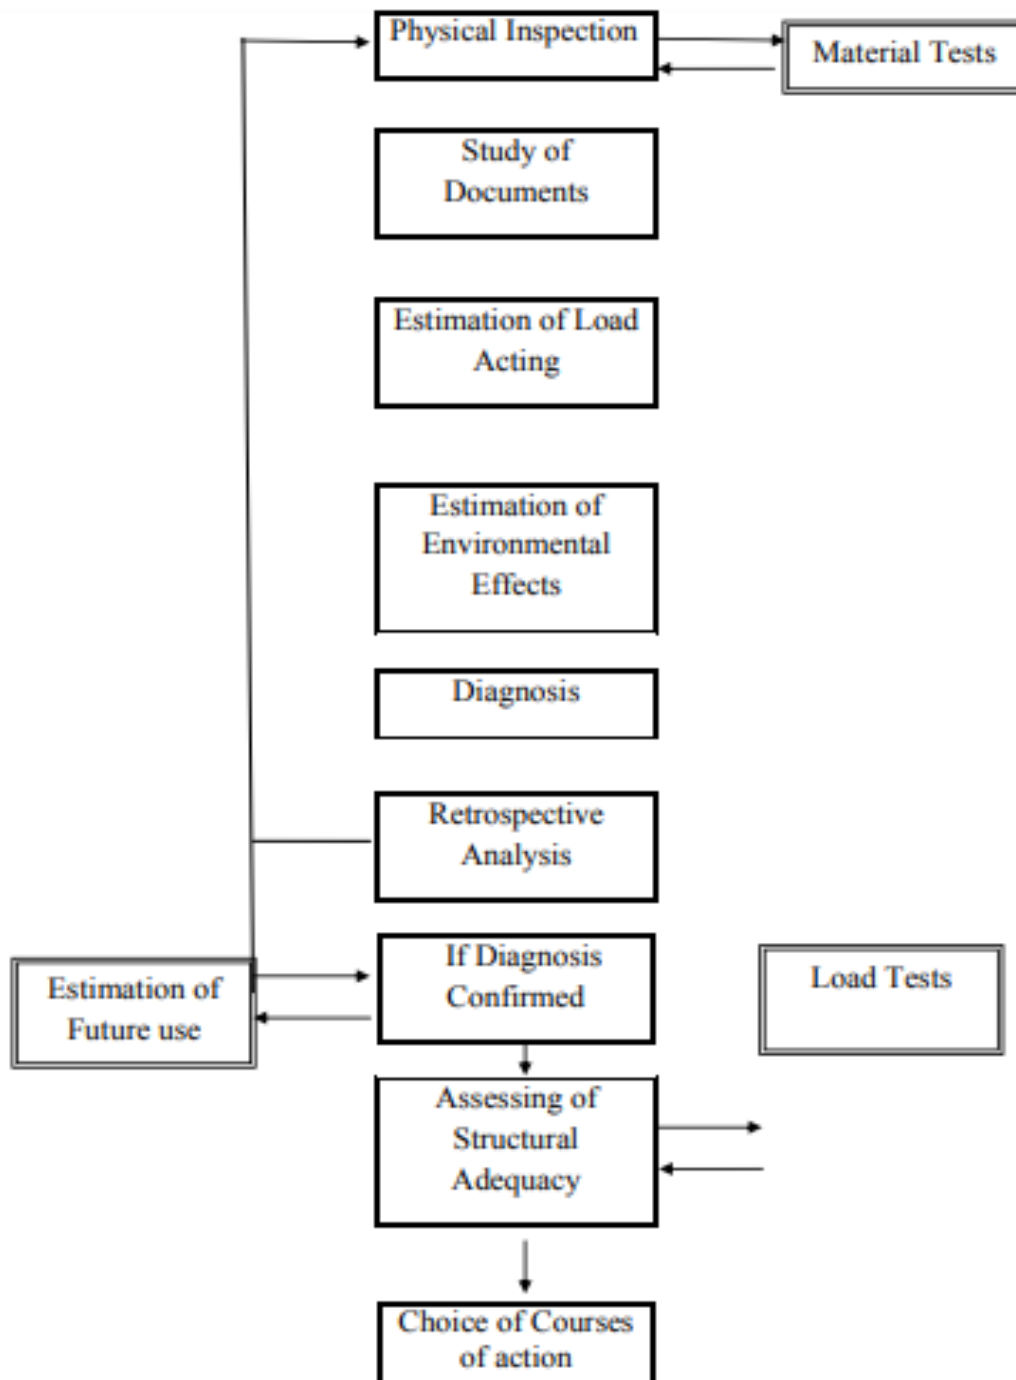 Physical Inspection
Material Tests
Study of
Documents
Estimation of Load
Acting
Estimation of
Environmental
Effects
Diagnosis
Retrospective
Analysis
If Diagnosis
Confirmed
Estimation of
Future use
Load Tests
Assessing of
Structural
Adequacy
Choice of Courses
of action